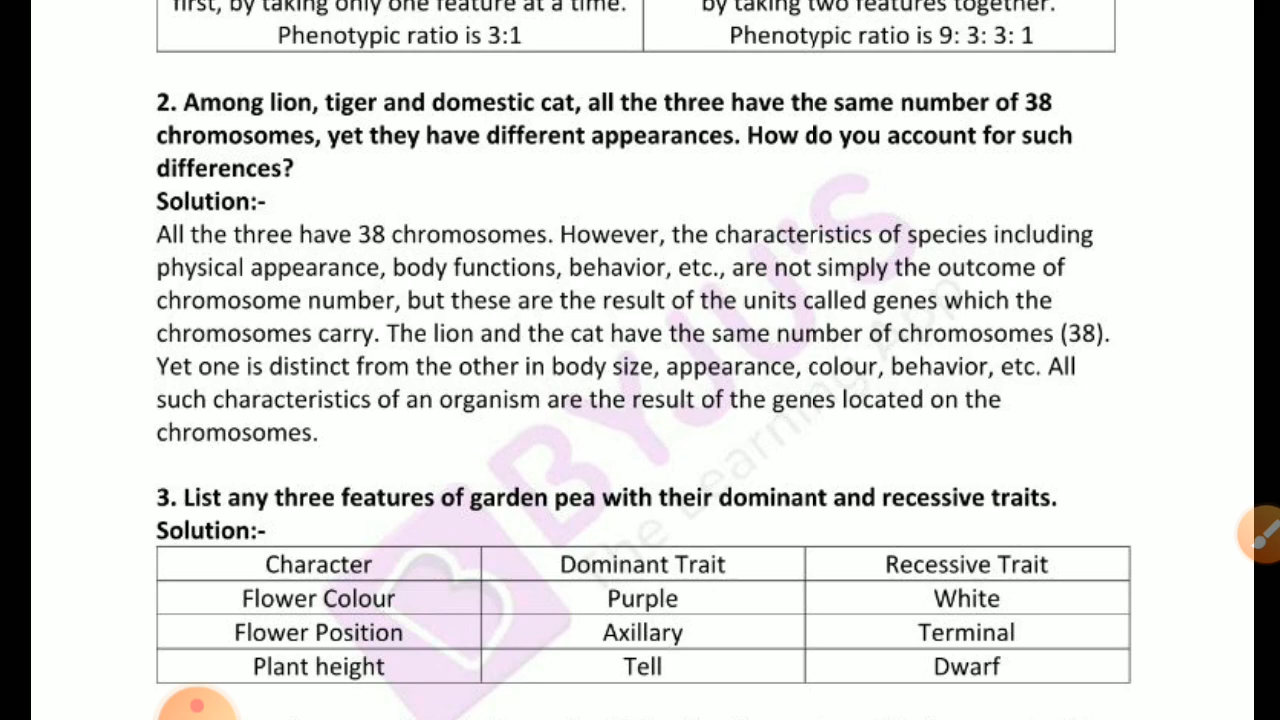 first, by taking only one feature at a time. by taking two features together.
Phenotypic ratio is 3:1 Phenotypic ratio is 9: 3: 3: 1
2. Among lion, tiger and domestic cat, all the three have the same number of 38
chromosomes, yet they have different appearances. How do you account for such
differences?
Solution:-
All the three have 38 chromosomes. However, the characteristics of species including
physical appearance, body functions, behavior, etc., are not simply the outcome of
chromosome number, but these are the result of the units called genes which the
chromosomes carry. The lion and the cat have the same number of chromosomes (38).
Yet one is distinct from the other in body size, appearance, colour, behavior, etc. All
such characteristics of an organism are the result of the genes located on the
chromosomes.
3. List any three features of garden pea with their dominant and recessive traits.
Solution:-
Character Dominant Trait Recessive Trait
Flower Colour Purple White
Flower Position Axillary Terminal
Plant height Tell Dwarf
BYJU'S
The Learning App